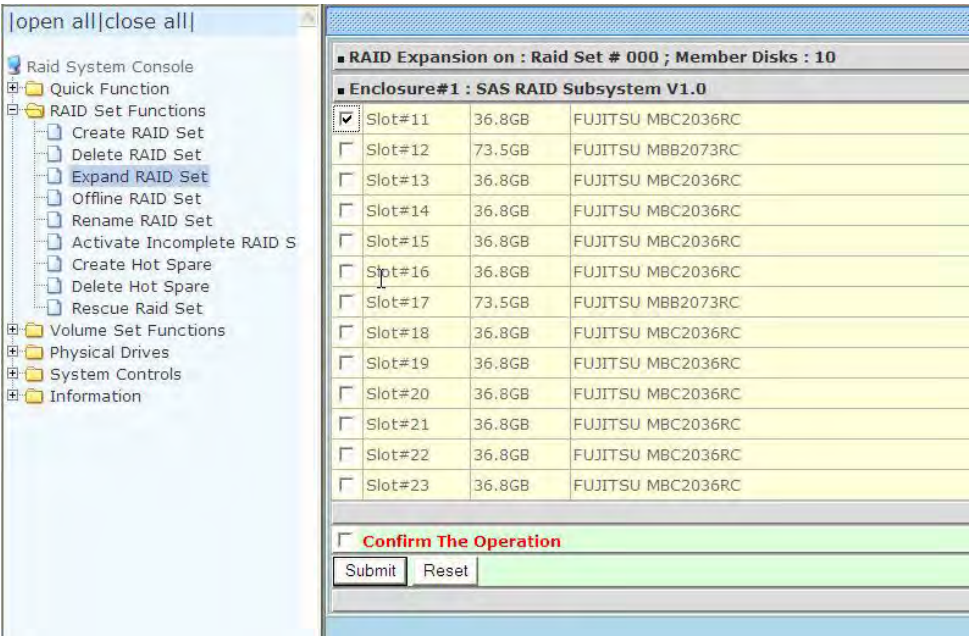 |open all|close all|
Raid System Console
Quick Function
RAID Set Functions
Create RAID Set
Delete RAID Set
Expand RAID Set
Offline RAID Set
Rename RAID Set
Activate Incomplete RAID S
Create Hot Spare
Delete Hot Spare
Rescue Raid Set
Volume Set Functions
Physical Drives
System Controls
Information
RAID Expansion on : Raid Set # 000 ; Member Disks : 10
Enclosure#1 : SAS RAID Subsystem V1.0
Slot#11 36.8GB FUJITSU MBC2036RC
Slot#12 73.5GB FUJITSU MBB2073RC
Slot#13 36.8GB FUJITSU MBC2036RC
Slot#14 36.8GB FUJITSU MBC2036RC
Slot#15 36.8GB FUJITSU MBC2036RC
Slot#16 36.8GB FUJITSU MBC2036RC
Slot#17 73.5GB FUJITSU MBB2073RC
Slot#18 36.8GB FUJITSU MBC2036RC
Slot#19 36.8GB FUJITSU MBC2036RC
Slot#20 36.8GB FUJITSU MBC2036RC
Slot#21 36.8GB FUJITSU MBC2036RC
Slot#22 36.8GB FUJITSU MBC2036RC
Slot#23 36.8GB FUJITSU MBC2036RC
Confirm The Operation
Submit Reset